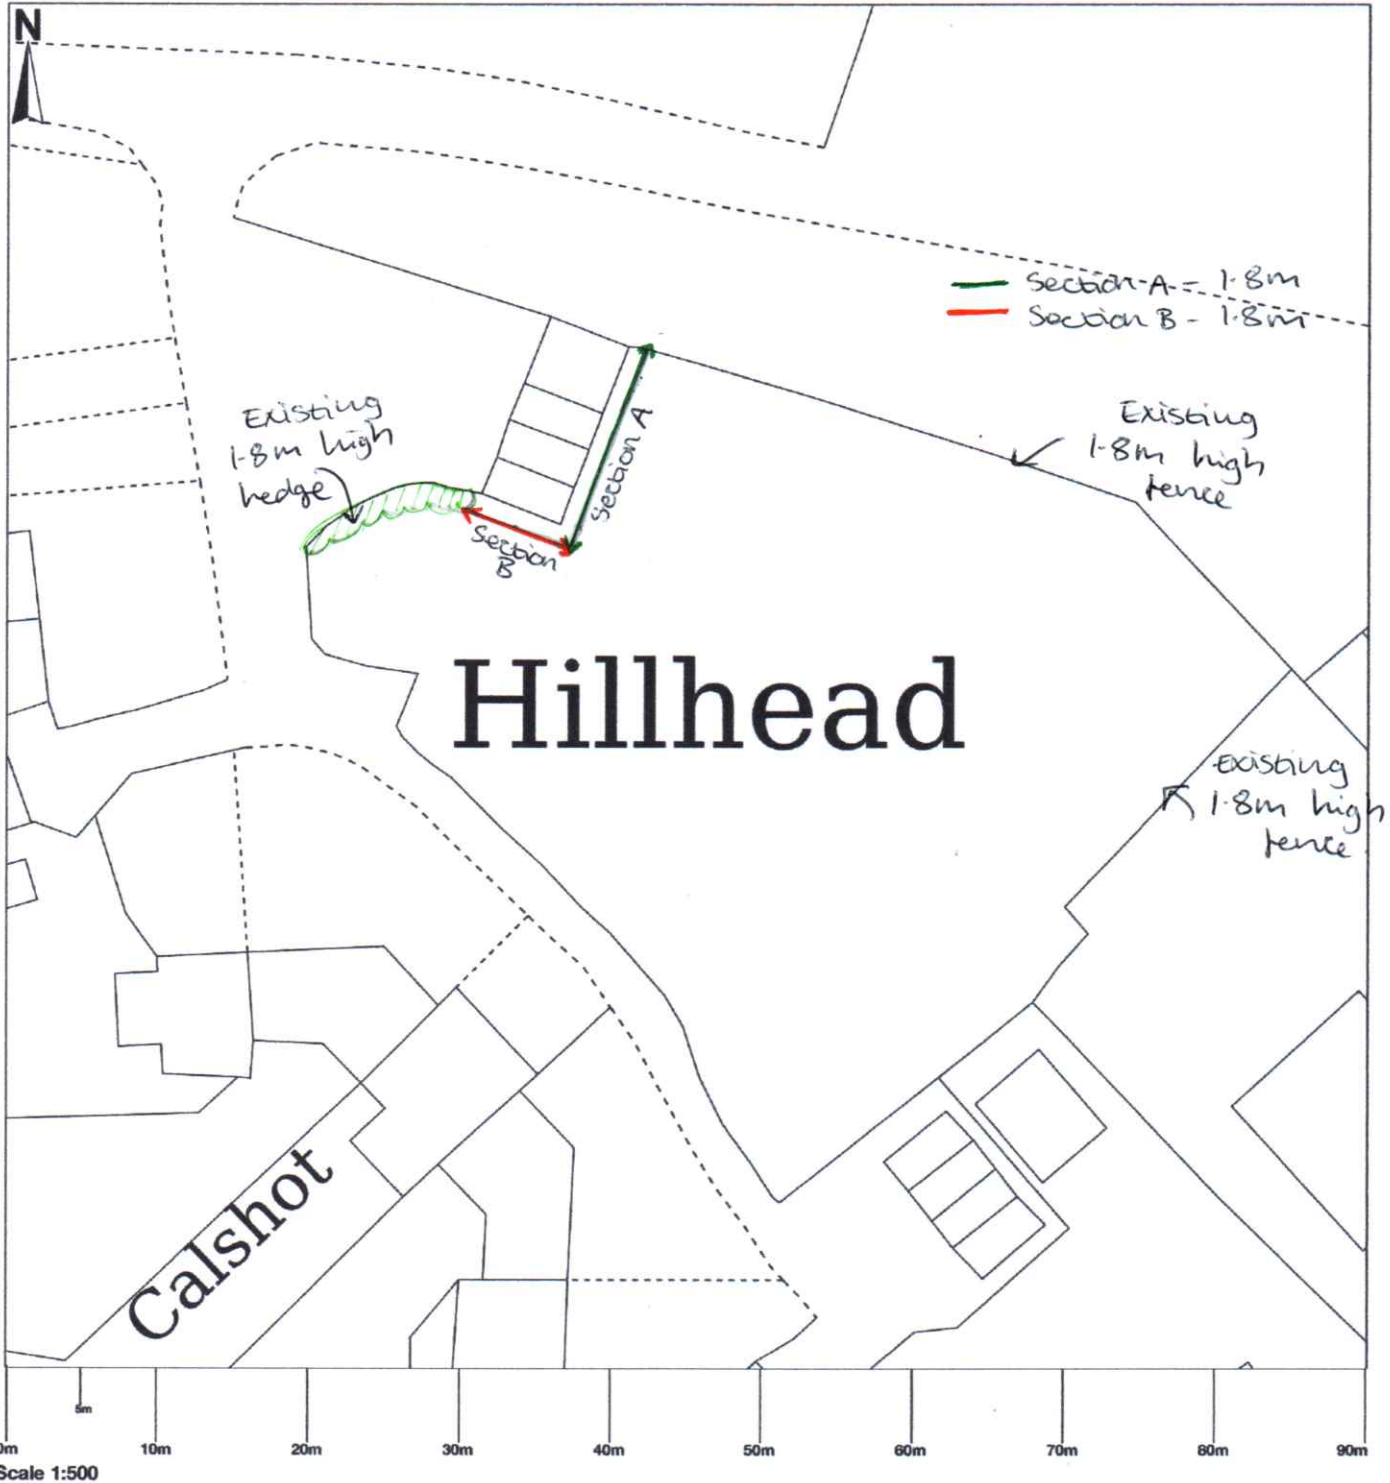 N
Section A - 1.8m
Section B - 1.8m
Existing
1.8m high
hedge
Existing
1.8m high
fence
Section A
Section
B
Hillhead
Existing
1.8m high
fence
Calshot
5m
0m 10m 20m 30m 40m 50m 60m 70m 80m 90m
Scale 1:500